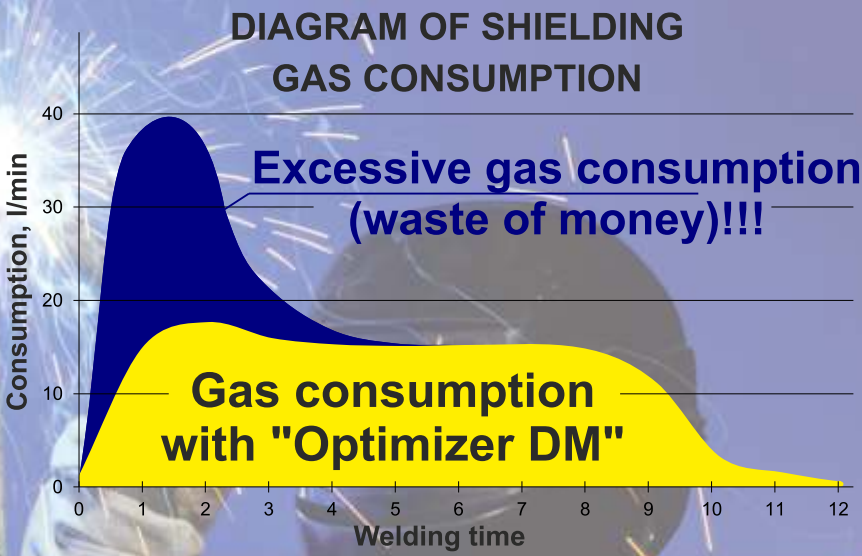 DIAGRAM OF SHIELDING
GAS CONSUMPTION
Consumption, l/min
40
30
20
10
0
Excessive gas consumption
(waste of money)!!!
Gas consumption
with "Optimizer DM"
0 1 2 3 4 5 6 7 8 9 10 11 12
Welding time